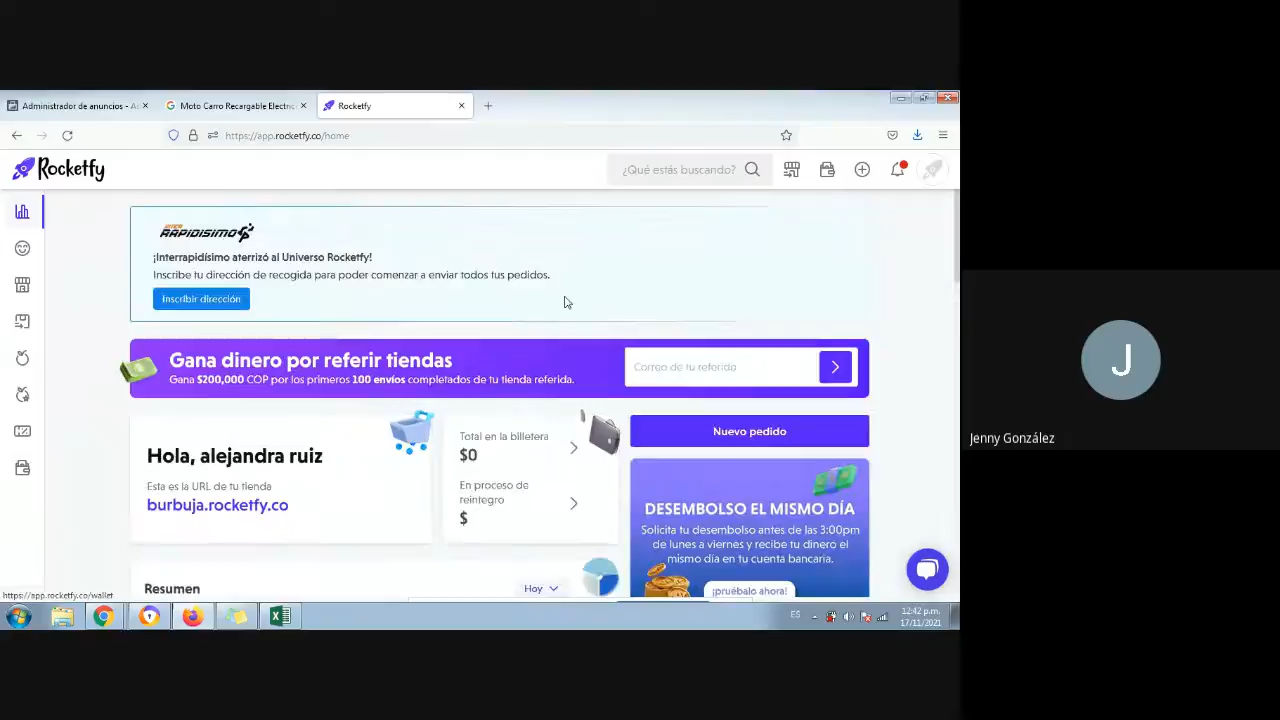 Administrador de anuncios - Ad
Moto Carro Recargable Electric
Rocketfy
https://app.rocketfy.co/home
Rocketfy
¿Qué estás buscando?
INTER
RAPIDISIMO
¡Interrapidísimo aterrizó al Universo Rocketfy!
Inscribe tu dirección de recogida para poder comenzar a enviar todos tus pedidos.
Inscribir dirección
Gana dinero por referir tiendas
Gana $200,000 COP por los primeros 100 envíos completados de tu tienda referida.
Correo de tu referido
Hola, alejandra ruiz
Esta es la URL de tu tienda
burbuja.rocketfy.co
Total en la billetera
$0
En proceso de
reintegro
$
Nuevo pedido
DESEMBOLSO EL MISMO DÍA
Solicita tu desembolso antes de las 3:00pm
de lunes a viernes y recibe tu dinero el
mismo día en tu cuenta bancaria.
¡pruébalo ahora!
Resumen
Hoy
https://app.rocketfy.co/wallet
ES
12:42 p.m.
17/11/2021
J
Jenny González